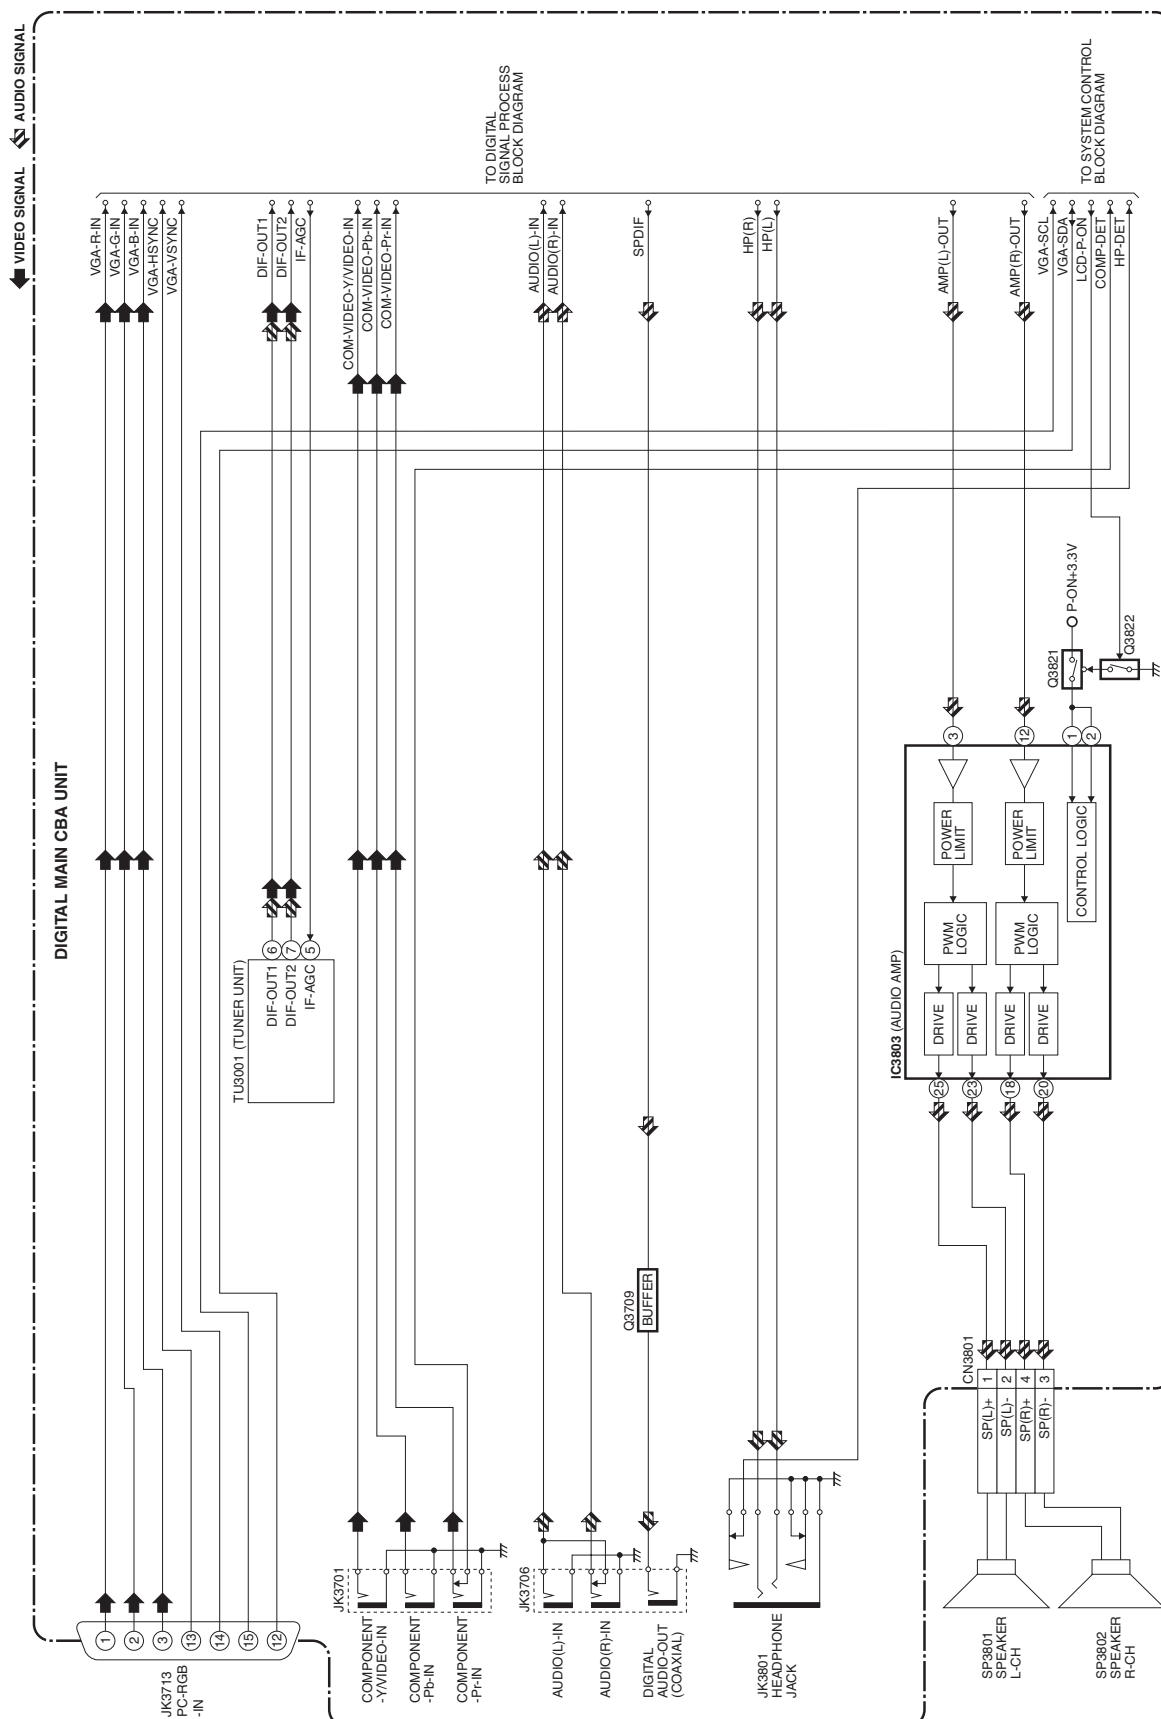 VIDEO SIGNAL
AUDIO SIGNAL
DIGITAL MAIN CBA UNIT
JK3713
PC-RGB
-IN
1
2
3
13
14
15
12
VGA-R-IN
VGA-G-IN
VGA-B-IN
VGA-HSYNC
VGA-VSYNC
TU3001 (TUNER UNIT)
DIF-OUT1
DIF-OUT2
IF-AGC
6
7
5
DIF-OUT1
DIF-OUT2
IF-AGC
JK3701
COMPONENT
-Y/VIDEO-IN
COMPONENT
-Pb-IN
COMPONENT
-Pr-IN
COM-VIDEO-Y/VIDEO-IN
COM-VIDEO-Pb-IN
COM-VIDEO-Pr-IN
TO DIGITAL
SIGNAL PROCESS
BLOCK DIAGRAM
JK3706
AUDIO(L)-IN
AUDIO(R)-IN
DIGITAL
AUDIO-OUT
(COAXIAL)
AUDIO(L)-IN
AUDIO(R)-IN
Q3709
BUFFER
SPDIF
JK3801
HEADPHONE
JACK
HP(R)
HP(L)
SP3801
SPEAKER
L-CH
SP3802
SPEAKER
R-CH
CN3801
SP(L)+
1
SP(L)-
2
SP(R)+
4
SP(R)-
3
IC3803 (AUDIO AMP)
25
23
18
20
DRIVE
DRIVE
DRIVE
DRIVE
PWM
LOGIC
PWM
LOGIC
POWER
LIMIT
POWER
LIMIT
CONTROL LOGIC
3
12
1
2
Q3821
P-ON+3.3V
Q3822
AMP(L)-OUT
AMP(R)-OUT
VGA-SCL
VGA-SDA
LCD-P-ON
COMP-DET
HP-DET
TO SYSTEM CONTROL
BLOCK DIAGRAM